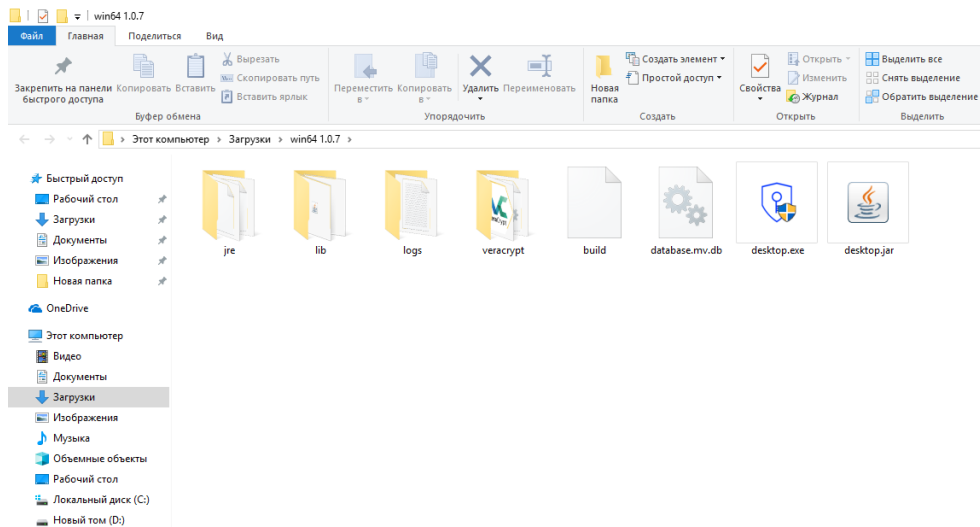 win64 1.0.7
Файл Главная Поделиться Вид
Закрепить на панели быстрого доступа
Копировать
Вставить
Вырезать
Скопировать путь
Вставить ярлык
Буфер обмена
Переместить в
Копировать в
Удалить
Переименовать
Упорядочить
Новая папка
Создать элемент
Простой доступ
Создать
Свойства
Открыть
Изменить
Журнал
Открыть
Выделить все
Снять выделение
Обратить выделение
Выделить
Этот компьютер > Загрузки > win64 1.0.7 >
Быстрый доступ
Рабочий стол
Загрузки
Документы
Изображения
Новая папка
OneDrive
Этот компьютер
Видео
Документы
Загрузки
Изображения
Музыка
Объемные объекты
Рабочий стол
Локальный диск (C:)
Новый том (D:)
jre
lib
logs
veracrypt
build
database.mv.db
desktop.exe
desktop.jar